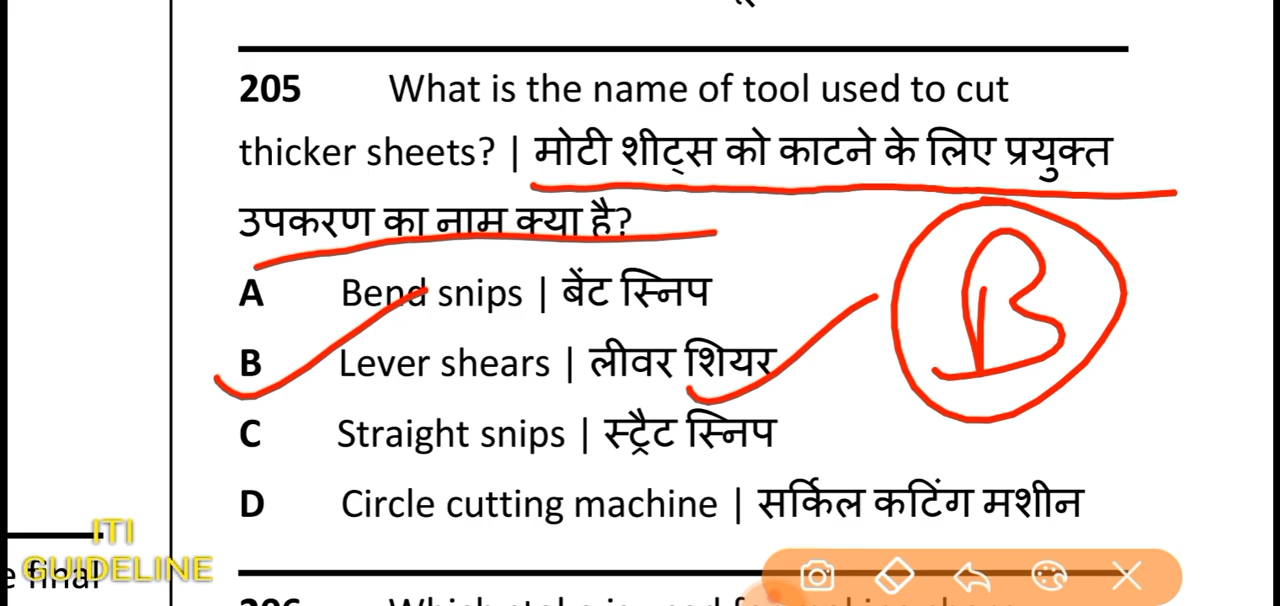 205 What is the name of tool used to cut
thicker sheets? | मोटी शीट्स को काटने के लिए प्रयुक्त
उपकरण का नाम क्या है?
A Bend snips | बेंट स्निप
B Lever shears | लीवर शियर
B
C Straight snips | स्ट्रैट स्निप
D Circle cutting machine | सर्किल कटिंग मशीन
ITI
GUIDELINE
e final